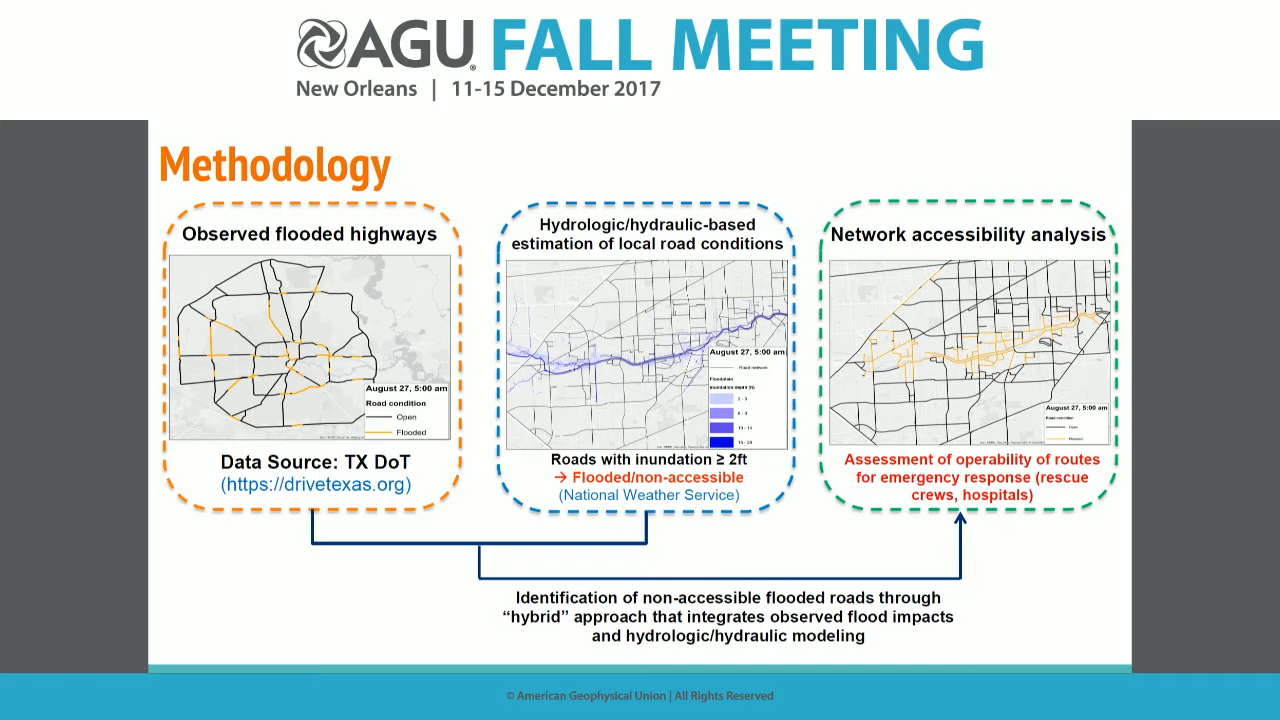 AGU FALL MEETING
New Orleans | 11-15 December 2017
Methodology
Observed flooded highways
August 27, 5:00 am
Road condition
Open
Flooded
Data Source: TX DoT
(https://drivetexas.org)
Hydrologic/hydraulic-based
estimation of local road conditions
August 27, 5:00 am
Road network
Inundation depth (ft)
Roads with inundation ≥ 2ft
→ Flooded/non-accessible
(National Weather Service)
Network accessibility analysis
August 27, 5:00 am
Road condition
Open
Flooded
Assessment of operability of routes
for emergency response (rescue
crews, hospitals)
Identification of non-accessible flooded roads through
“hybrid” approach that integrates observed flood impacts
and hydrologic/hydraulic modeling
© American Geophysical Union | All Rights Reserved